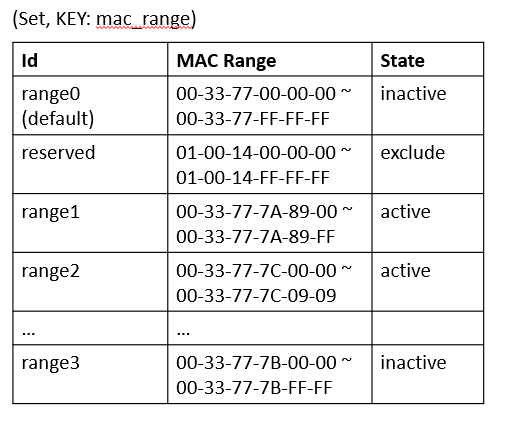 (Set, KEY: mac_range)
Id MAC Range State
range0 00-33-77-00-00-00 ~ inactive
(default) 00-33-77-FF-FF-FF
reserved 01-00-14-00-00-00 ~ exclude
01-00-14-FF-FF-FF
range1 00-33-77-7A-89-00 ~ active
00-33-77-7A-89-FF
range2 00-33-77-7C-00-00 ~ active
00-33-77-7C-09-09
... ...
range3 00-33-77-7B-00-00 ~ inactive
00-33-77-7B-FF-FF